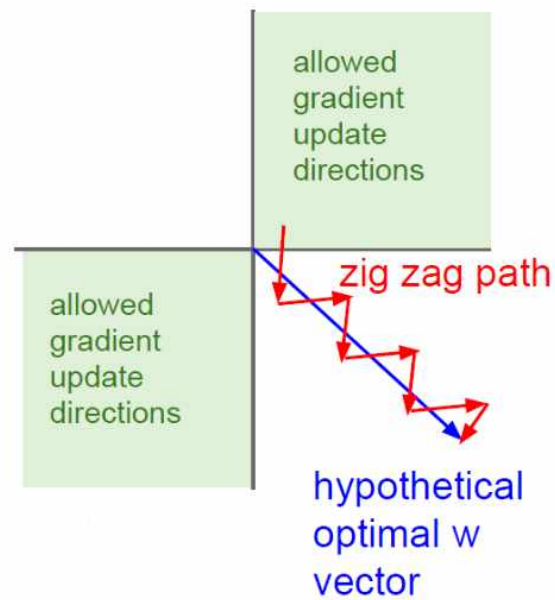 allowed
gradient
update
directions
zig zag path
allowed
gradient
update
directions
hypothetical
optimal w
vector